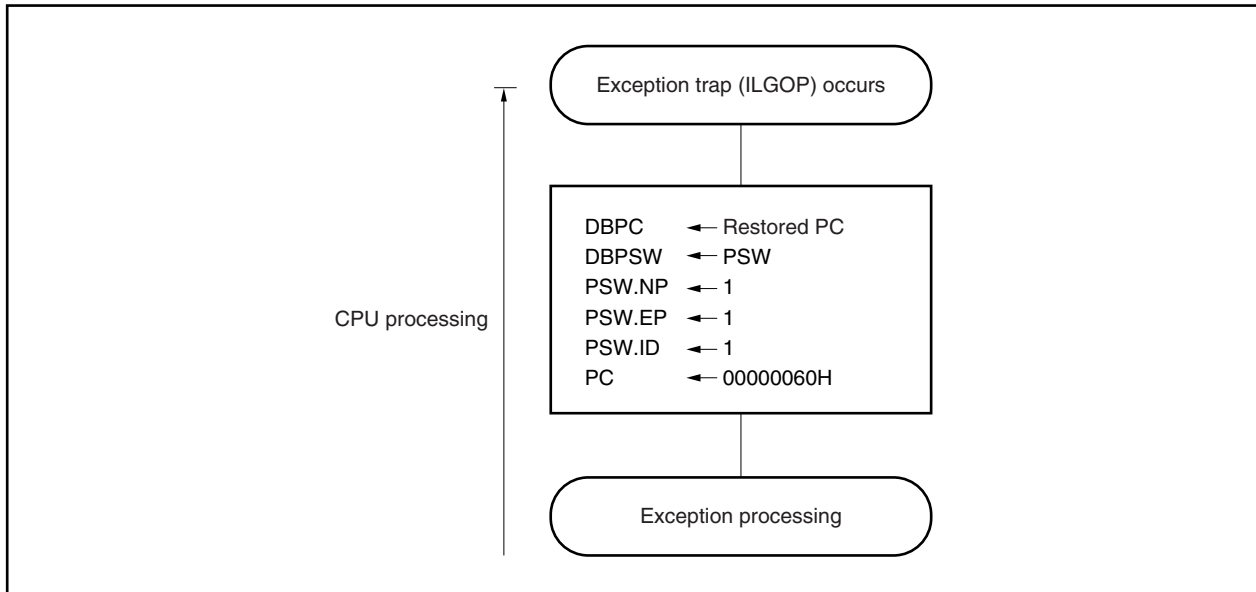 Exception trap (ILGOP) occurs
DBPC ← Restored PC
DBPSW ← PSW
PSW.NP ← 1
PSW.EP ← 1
PSW.ID ← 1
PC ← 00000060H
CPU processing
Exception processing